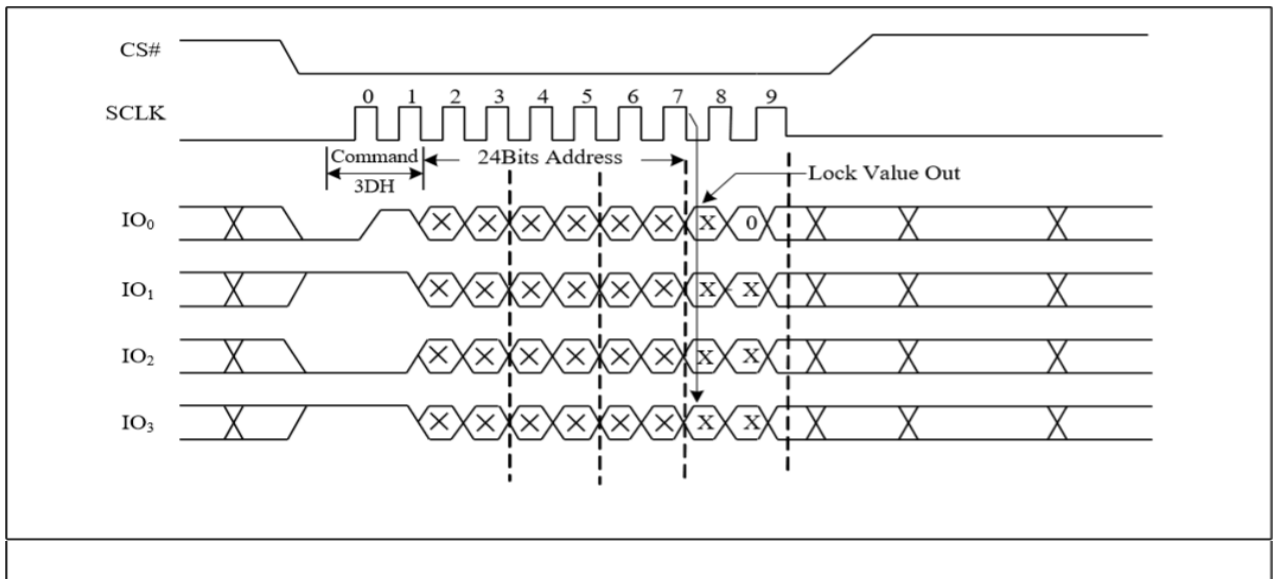 CS#
0 1 2 3 4 5 6 7 8 9
SCLK
Command 24Bits Address
3DH
Lock Value Out
IO₀ X 0
IO₁ X X
IO₂ X X
IO₃ X X